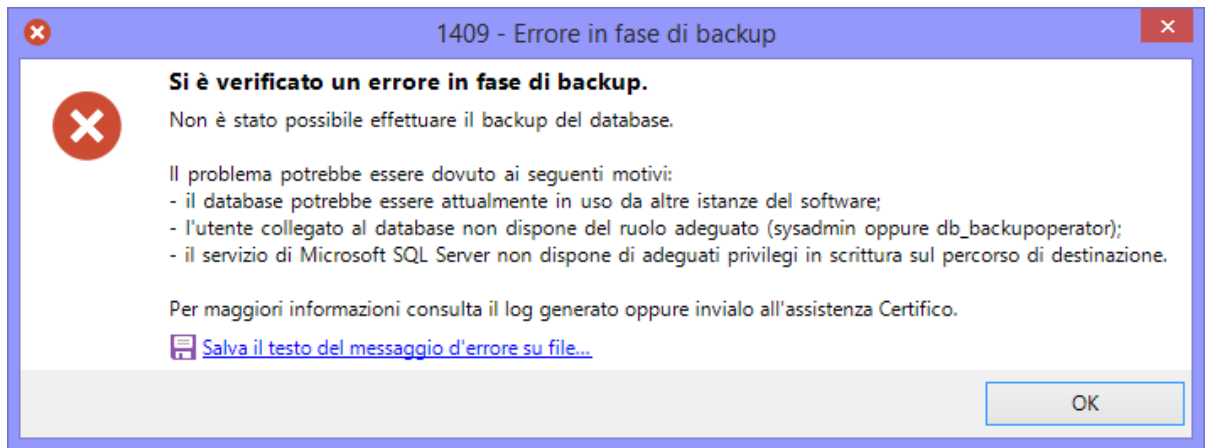 1409 - Errore in fase di backup
Si è verificato un errore in fase di backup.
Non è stato possibile effettuare il backup del database.
Il problema potrebbe essere dovuto ai seguenti motivi:
- il database potrebbe essere attualmente in uso da altre istanze del software;
- l'utente collegato al database non dispone del ruolo adeguato (sysadmin oppure db_backupoperator);
- il servizio di Microsoft SQL Server non dispone di adeguati privilegi in scrittura sul percorso di destinazione.
Per maggiori informazioni consulta il log generato oppure invialo all'assistenza Certifico.
Salva il testo del messaggio d'errore su file...
OK